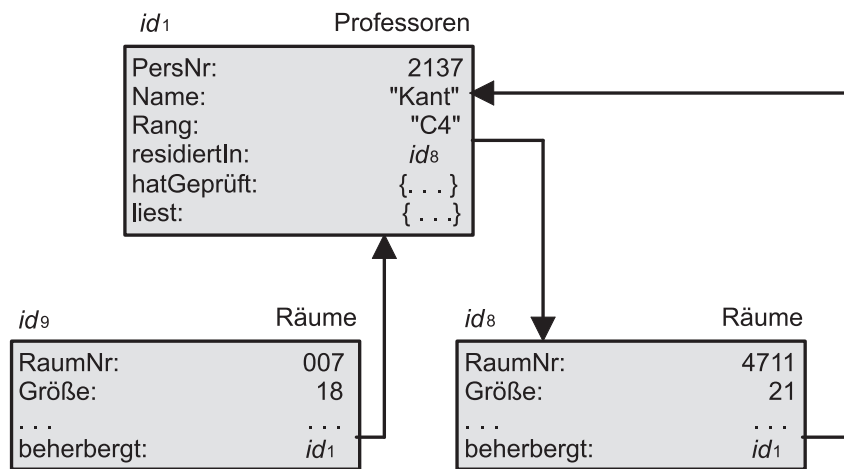 id1 Professoren
PersNr: 2137
Name: "Kant"
Rang: "C4"
residiertIn: id8
hatGeprüft: {. . . }
liest: { . . .}
id9 Räume
RaumNr: 007
Größe: 18
. . . . . .
beherbergt: id1
id8 Räume
RaumNr: 4711
Größe: 21
. . . . . .
beherbergt: id1